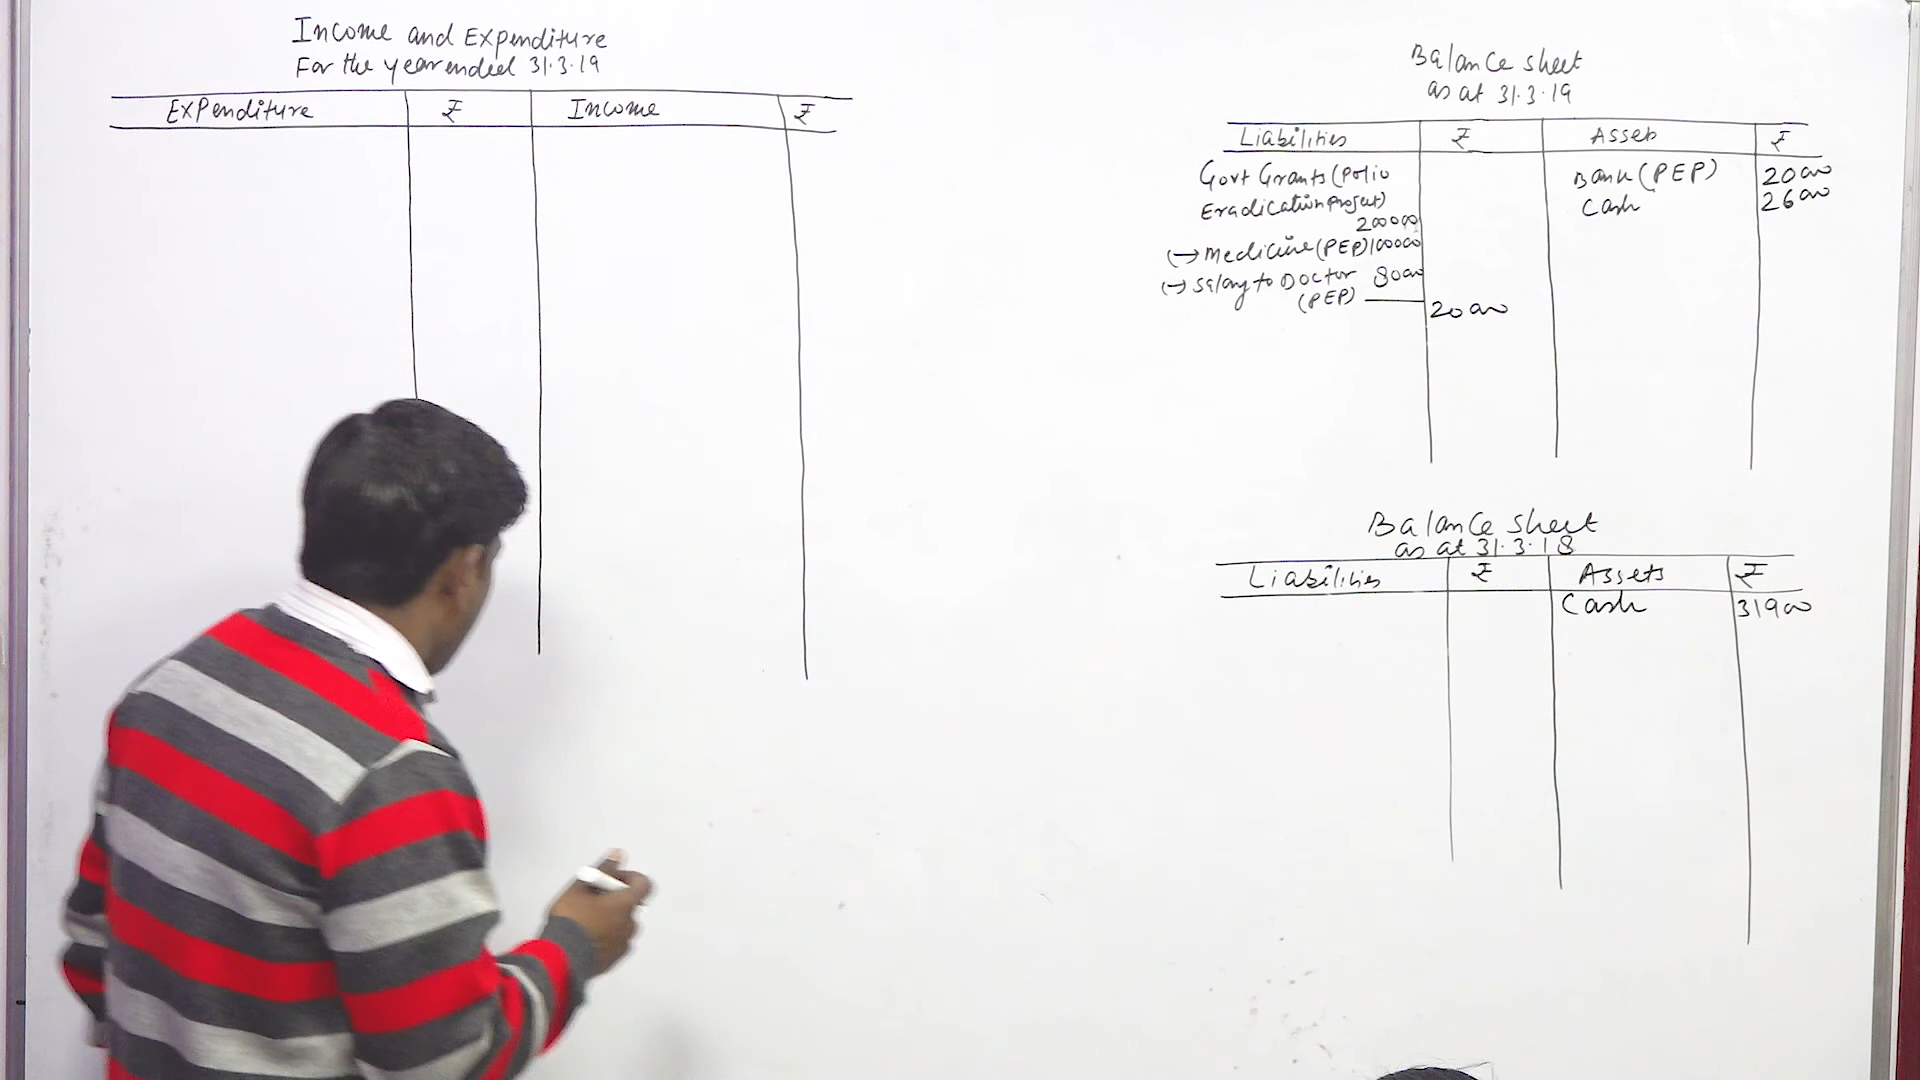 Income and Expenditure
For the year ended 31.3.19
Expenditure ₹ Income ₹
Balance sheet
as at 31.3.19
Liabilities ₹ Assets ₹
Govt Grants (Polio Bank (PEP) 20000
Eradication Project) Cash 26000
200000
(-) Medicine (PEP) 100000
(-) Salary to Doctor 80000
(PEP)
20000
Balance sheet
as at 31.3.18
Liabilities ₹ Assets ₹
Cash 31900